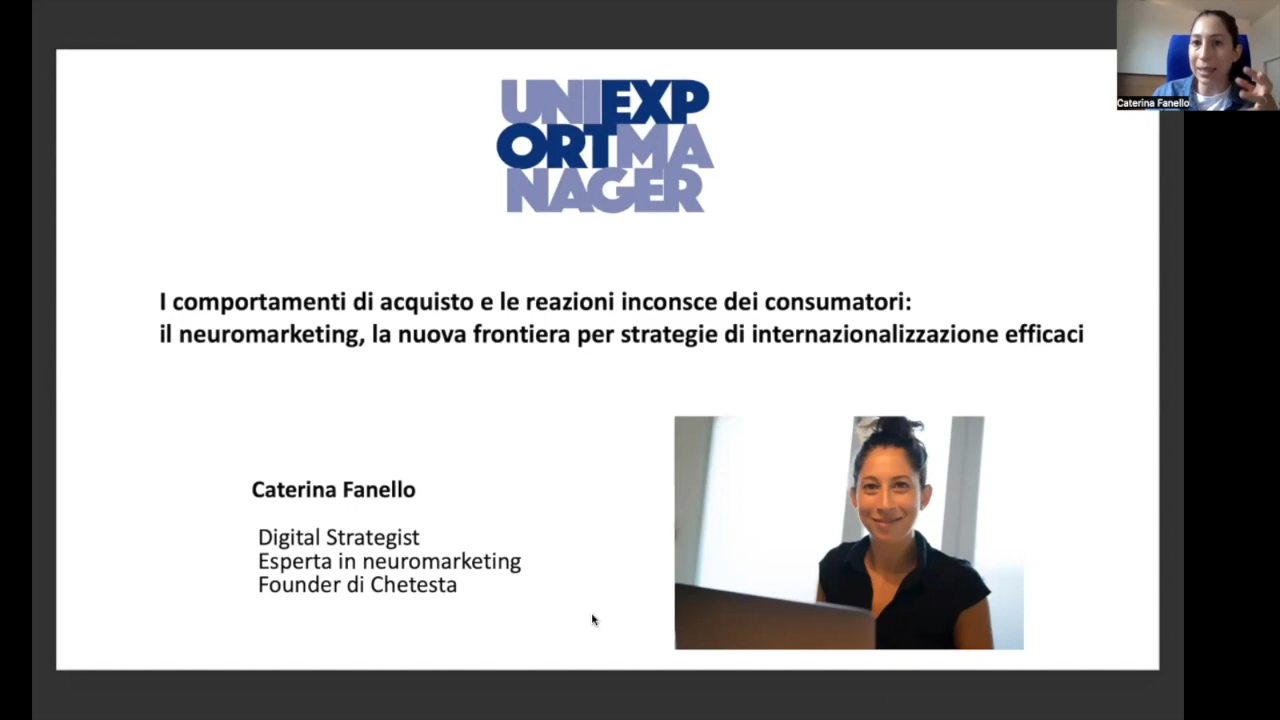 UNIEXP
ORTMA
NAGER
Caterina Fanello
I comportamenti di acquisto e le reazioni inconsce dei consumatori:
il neuromarketing, la nuova frontiera per strategie di internazionalizzazione efficaci
Caterina Fanello
Digital Strategist
Esperta in neuromarketing
Founder di Chetesta